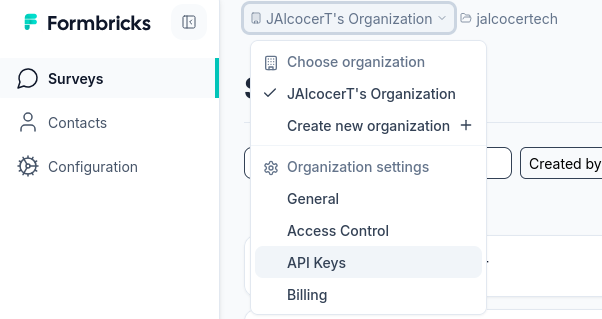 Formbricks
JAlcocerT's Organization
jalcocertech
Surveys
Contacts
Configuration
Choose organization
JAlcocerT's Organization
Create new organization +
Organization settings
General
Access Control
API Keys
Billing
Created by